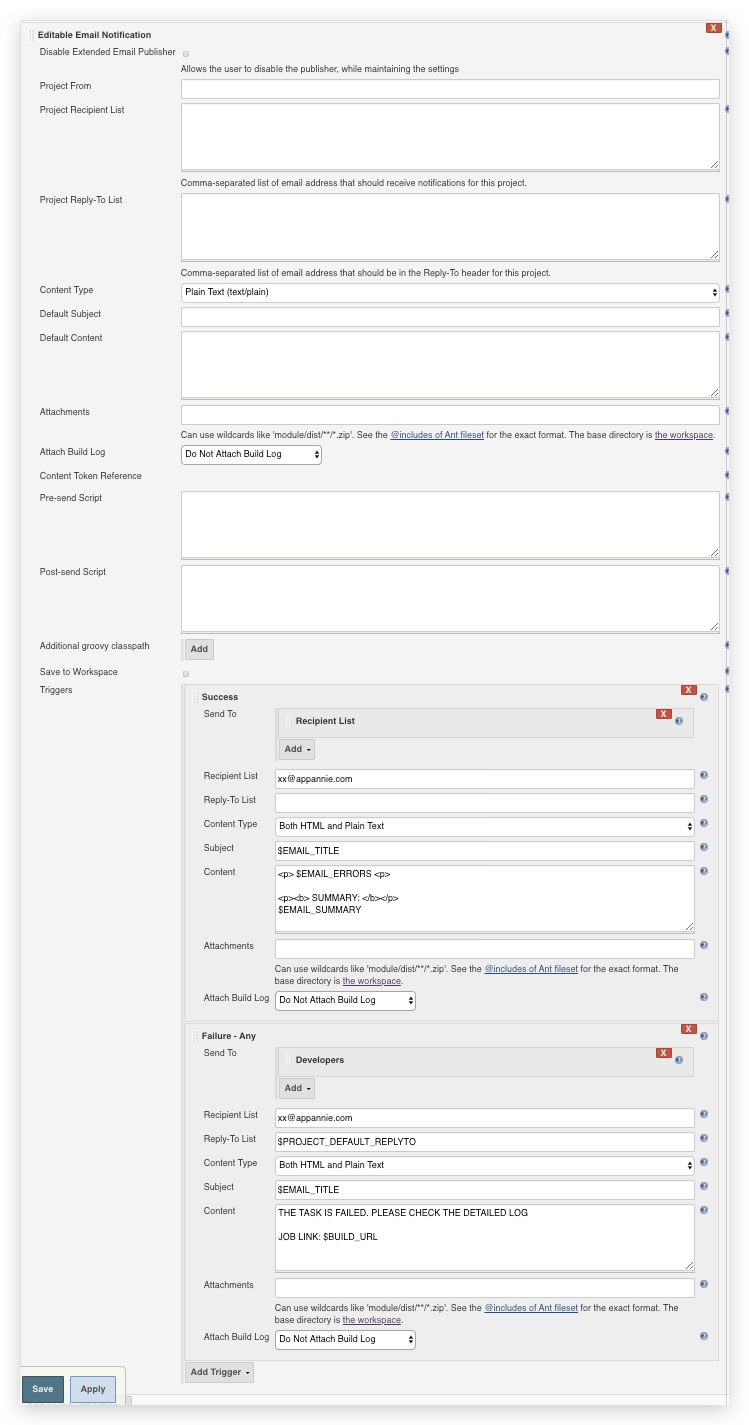 Editable Email Notification
X
Disable Extended Email Publisher
Allows the user to disable the publisher, while maintaining the settings
Project From
Project Recipient List
Comma-separated list of email address that should receive notifications for this project.
Project Reply-To List
Comma-separated list of email address that should be in the Reply-To header for this project.
Content Type
Plain Text (text/plain)
Default Subject
Default Content
Attachments
Can use wildcards like 'module/dist/**/*.zip'. See the @includes of Ant fileset for the exact format. The base directory is the workspace.
Attach Build Log
Do Not Attach Build Log
Content Token Reference
Pre-send Script
Post-send Script
Additional groovy classpath
Add
Save to Workspace
Triggers
X
Success
Send To
X
Recipient List
Add
Recipient List
xx@appannie.com
Reply-To List
Content Type
Both HTML and Plain Text
Subject
$EMAIL_TITLE
Content
<p> $EMAIL_ERRORS <p>
<p><b> SUMMARY: </b></p>
$EMAIL_SUMMARY
Attachments
Can use wildcards like 'module/dist/**/*.zip'. See the @includes of Ant fileset for the exact format. The
base directory is the workspace.
Attach Build Log
Do Not Attach Build Log
X
Failure - Any
Send To
X
Developers
Add
Recipient List
xx@appannie.com
Reply-To List
$PROJECT_DEFAULT_REPLYTO
Content Type
Both HTML and Plain Text
Subject
$EMAIL_TITLE
Content
THE TASK IS FAILED. PLEASE CHECK THE DETAILED LOG
JOB LINK: $BUILD_URL
Attachments
Can use wildcards like 'module/dist/**/*.zip'. See the @includes of Ant fileset for the exact format. The
base directory is the workspace.
Attach Build Log
Do Not Attach Build Log
Add Trigger
Save
Apply